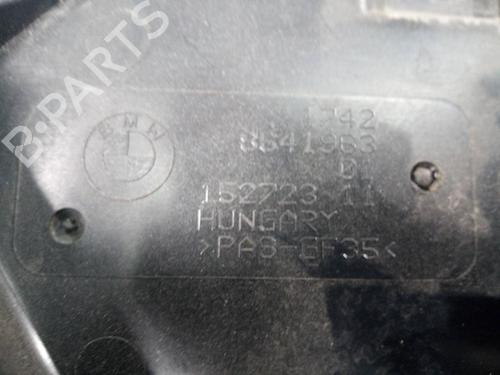 B-PARTS
BMW
1742
8641963
152723-11
HUNGARY
>PA6-GF35<